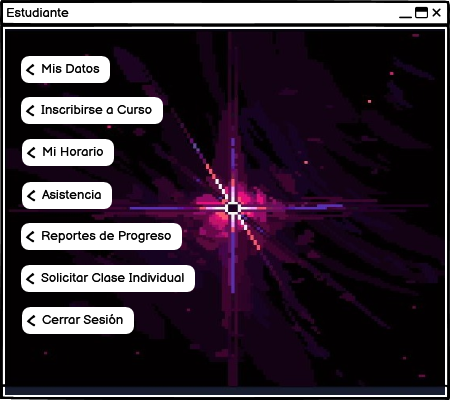 Estudiante
Mis Datos
Inscribirse a Curso
Mi Horario
Asistencia
Reportes de Progreso
Solicitar Clase Individual
Cerrar Sesión